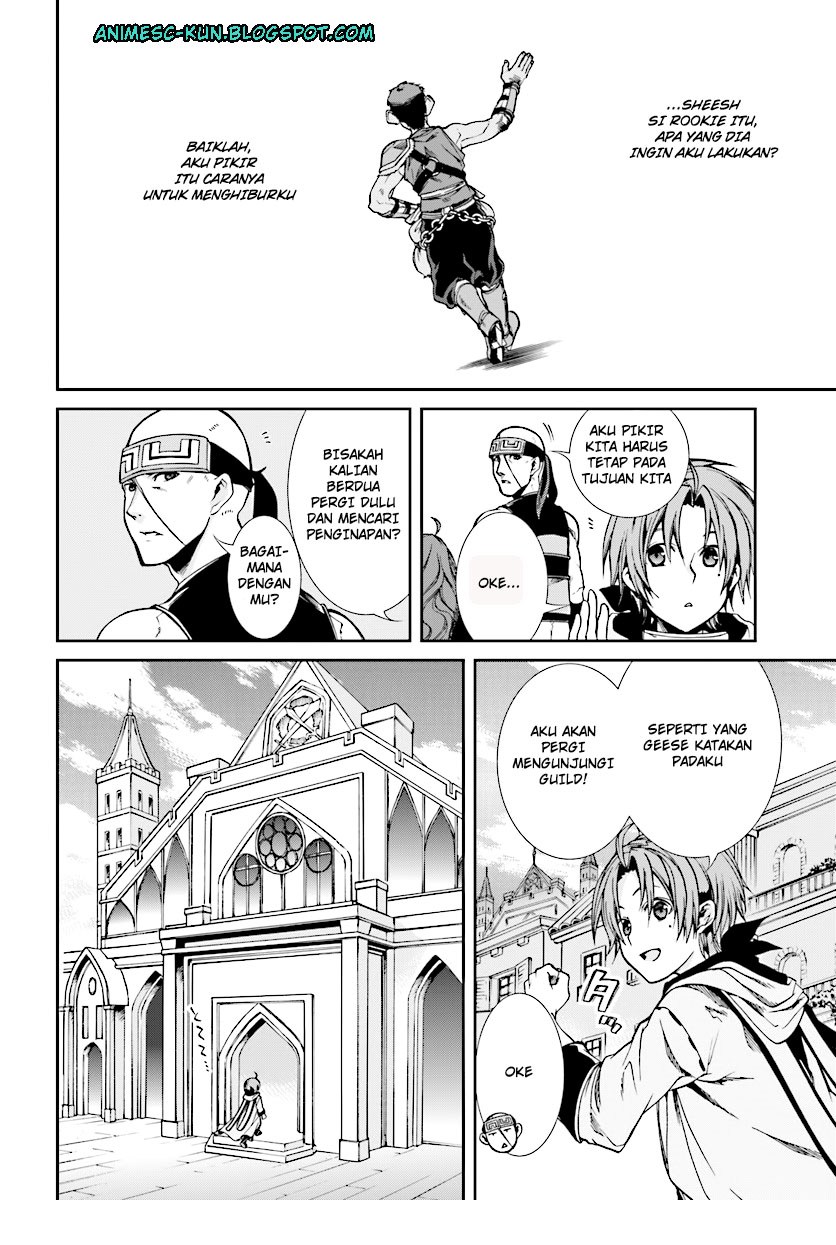 ANIMESC-KUN.BLOGSPOT.COM
...SHEESH
SI ROOKIE ITU,
APA YANG DIA
INGIN AKU LAKUKAN?
BAIKLAH,
AKU PIKIR
ITU CARANYA
UNTUK MENGHIBURKU
AKU PIKIR
KITA HARUS
TETAP PADA
TUJUAN KITA
OKE...
BISAKAH
KALIAN
BERDUA
PERGI DULU
DAN MENCARI
PENGINAPAN?
BAGAI-
MANA
DENGAN
MU?
SEPERTI YANG
GEESE KATAKAN
PADAKU
AKU AKAN
PERGI
MENGUNJUNGI
GUILD!
OKE